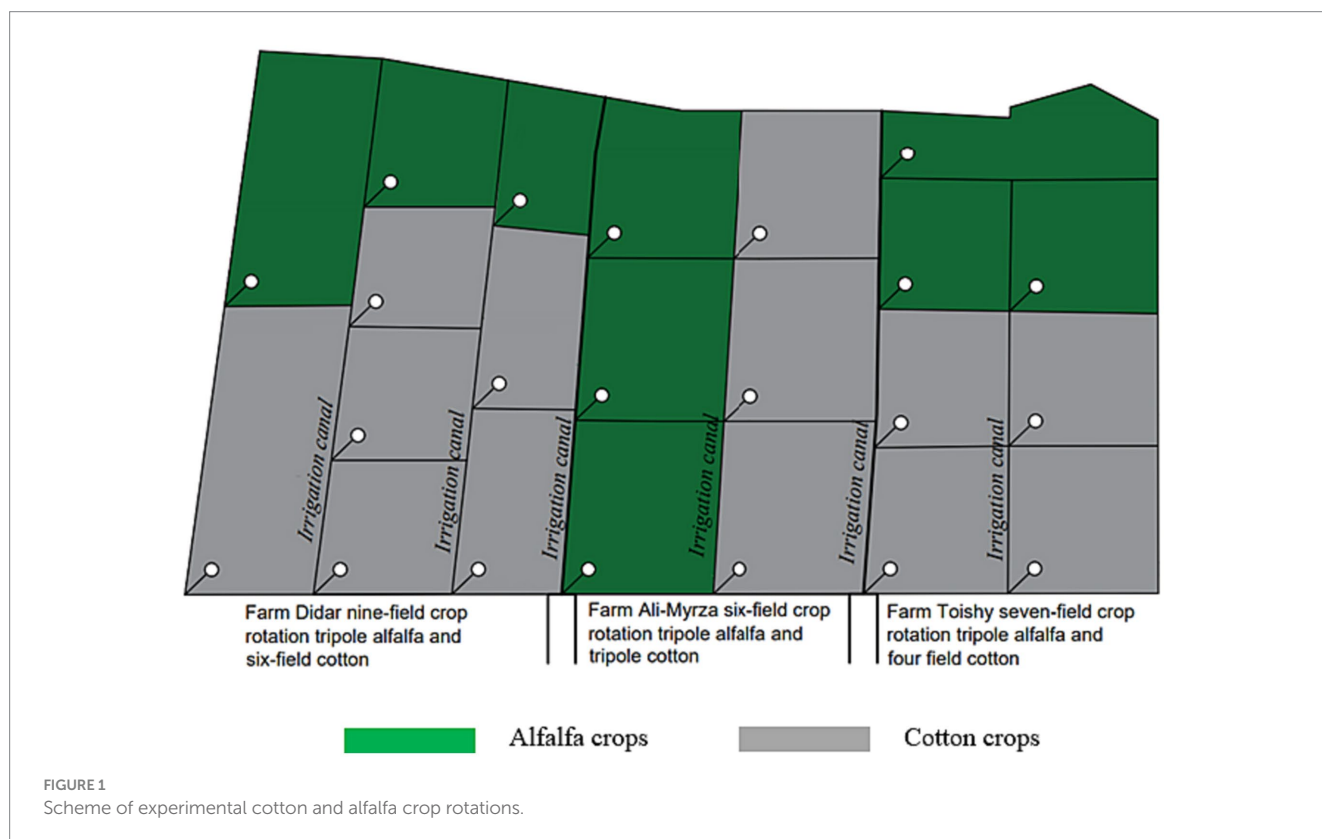 Irrigation canal
Irrigation canal
Irrigation canal
Irrigation canal
Irrigation canal
Irrigation canal
Farm Didar nine-field crop
rotation tripole alfalfa and
six-field cotton
Farm Ali-Myrza six-field crop
rotation tripole alfalfa and
tripole cotton
Farm Toishy seven-field crop
rotation tripole alfalfa and
four field cotton
Alfalfa crops
Cotton crops
FIGURE 1
Scheme of experimental cotton and alfalfa crop rotations.